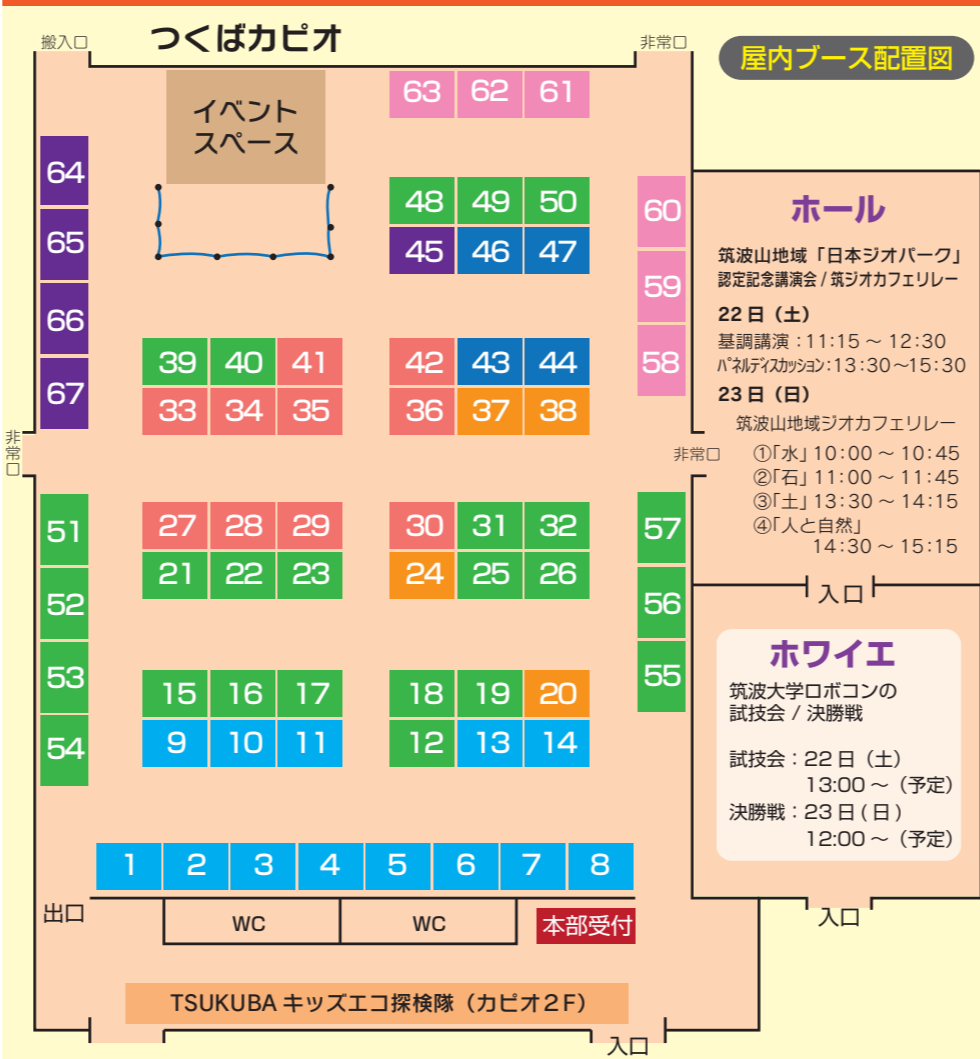 搬入口
つくばカピオ
非常口
屋内ブース配置図
イベント
スペース
63 62 61
64
65
66
67
48 49 50
45 46 47
60
59
58
39 40 41
33 34 35
42 43 44
36 37 38
非常口
非常口
51
52
53
54
27 28 29
21 22 23
30 31 32
24 25 26
57
56
55
15 16 17
9 10 11
18 19 20
12 13 14
1 2 3 4 5 6 7 8
出口
WC
WC
本部受付
TSUKUBA キッズエコ探検隊（カピオ２F）
入口
ホール
筑波山地域「日本ジオパーク」
認定記念講演会 / 筑ジオカフェリレー
22 日（土）
基調講演：11:15 ～ 12:30
パネルディスカッション：13:30～15:30
23 日（日）
筑波山地域ジオカフェリレー
①「水」10:00 ～ 10:45
②「石」11:00 ～ 11:45
③「土」13:30 ～ 14:15
④「人と自然」
14:30 ～ 15:15
入口
ホワイエ
筑波大学ロボコンの
試技会 / 決勝戦
試技会：22 日（土）
13:00 ～（予定）
決勝戦：23 日 ( 日 )
12:00 ～（予定）
入口